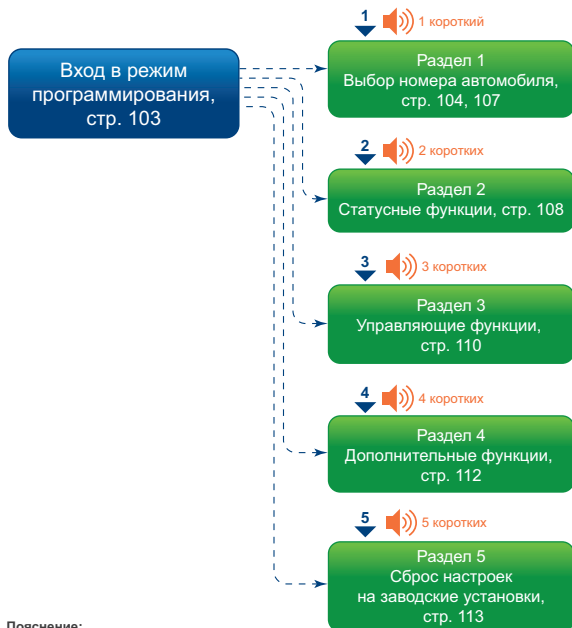 Вход в режим
программирования,
стр. 103
1
1 короткий
Раздел 1
Выбор номера автомобиля,
стр. 104, 107
2
2 коротких
Раздел 2
Статусные функции, стр. 108
3
3 коротких
Раздел 3
Управляющие функции,
стр. 110
4
4 коротких
Раздел 4
Дополнительные функции,
стр. 112
5
5 коротких
Раздел 5
Сброс настроек
на заводские установки,
стр. 113
Пояснение: